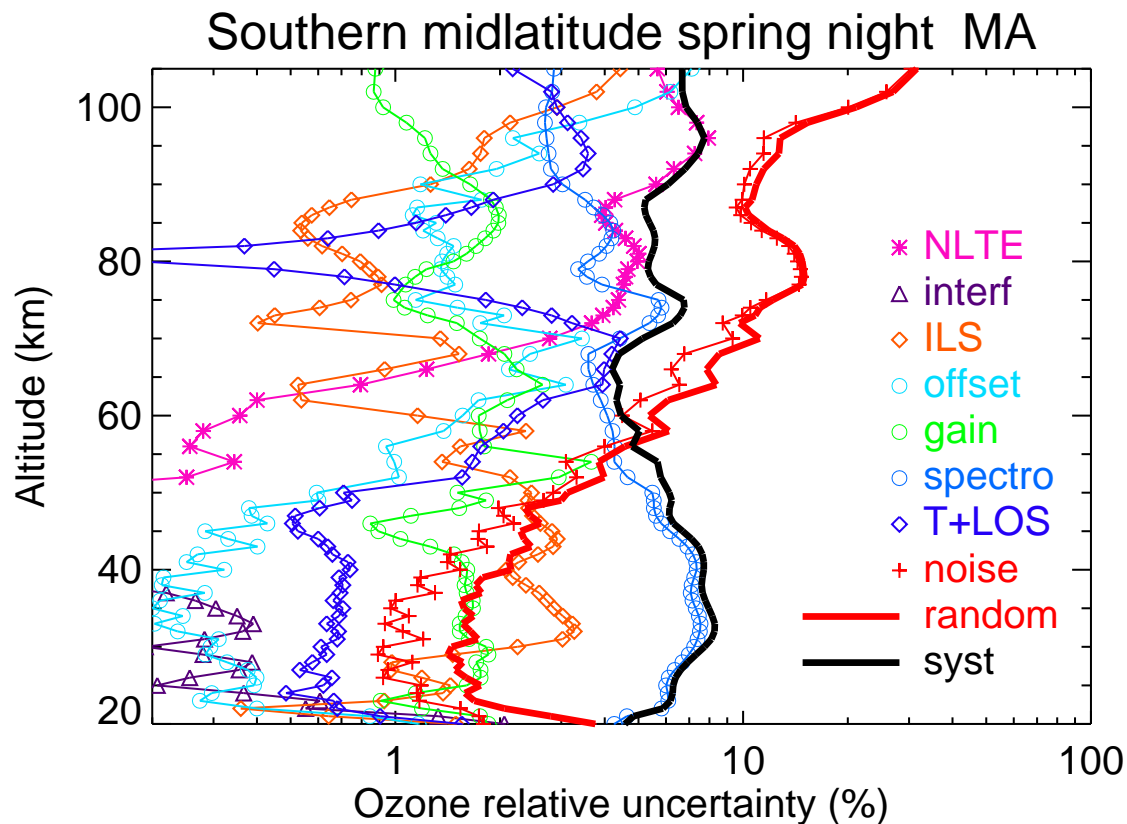 Southern midlatitude spring night MA
Altitude (km)
100
80
60
40
20
NLTE
interf
ILS
offset
gain
spectro
T+LOS
noise
random
syst
1
10
100
Ozone relative uncertainty (%)